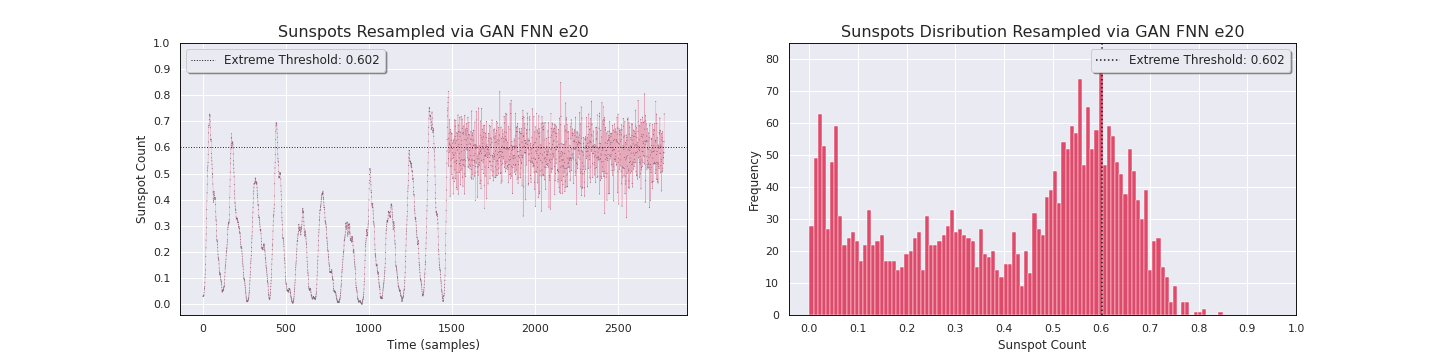 Sunspots Resampled via GAN FNN e20
Extreme Threshold: 0.602
Sunspot Count
1.0
0.9
0.8
0.7
0.6
0.5
0.4
0.3
0.2
0.1
0.0
0 500 1000 1500 2000 2500
Time (samples)
Sunspots Disribution Resampled via GAN FNN e20
Extreme Threshold: 0.602
Frequency
80
70
60
50
40
30
20
10
0
0.0 0.1 0.2 0.3 0.4 0.5 0.6 0.7 0.8 0.9 1.0
Sunspot Count